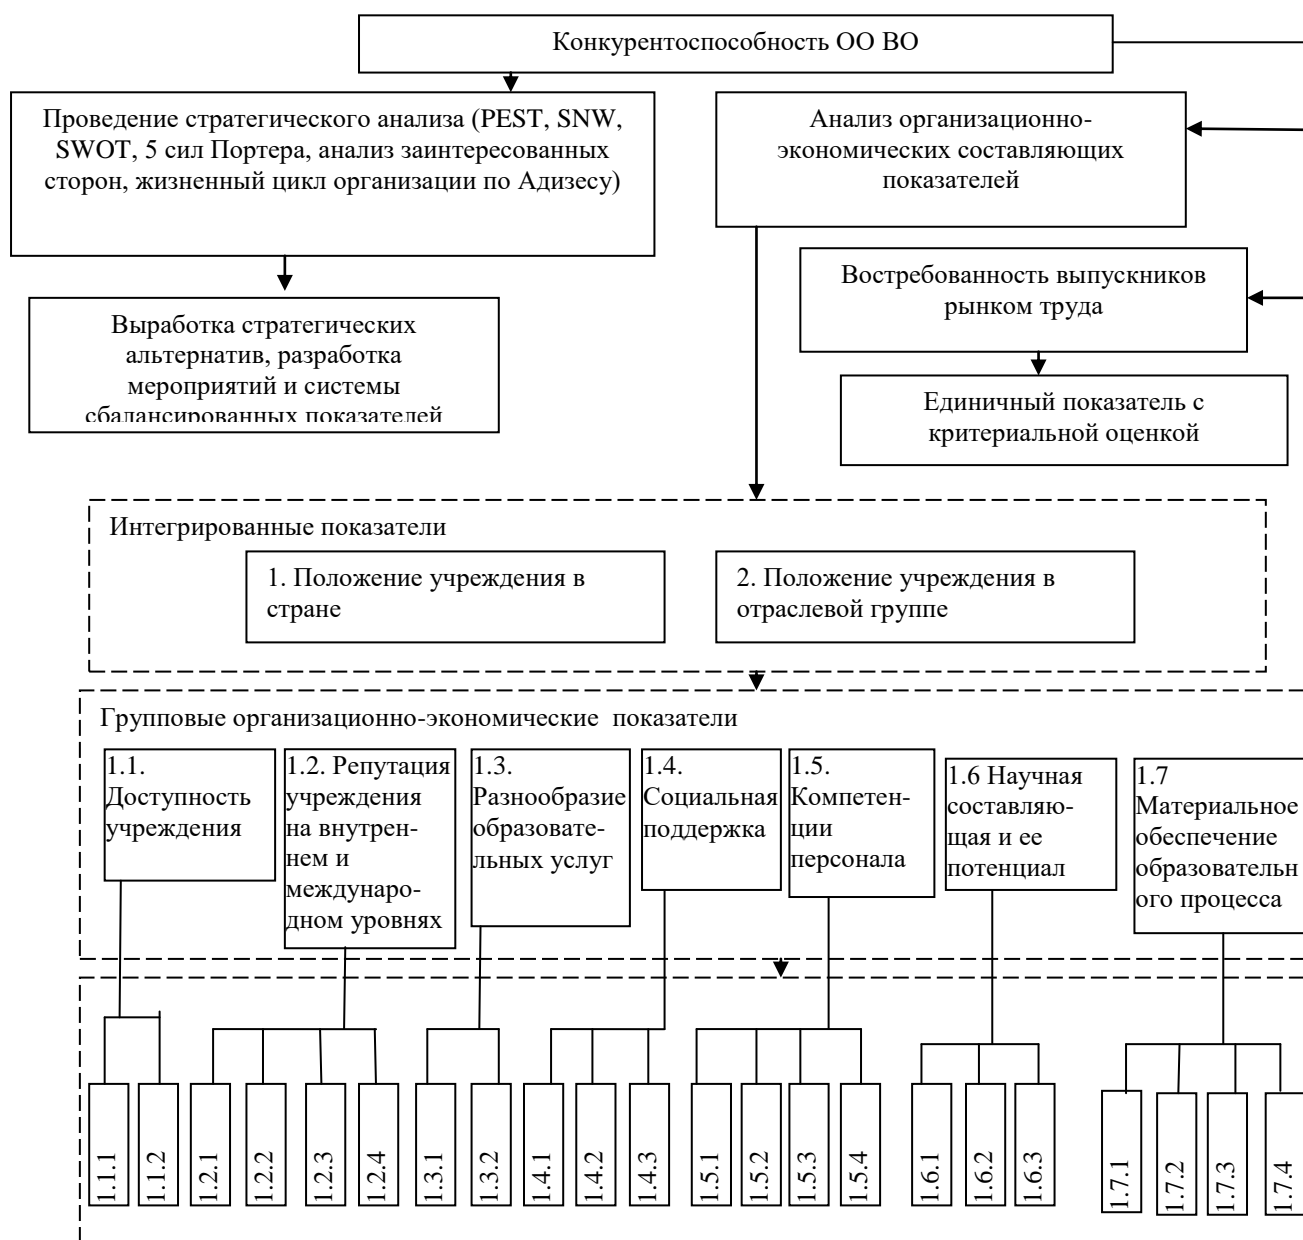 Конкурентоспособность ОО ВО
Проведение стратегического анализа (PEST, SNW,
SWOT, 5 сил Портера, анализ заинтересованных
сторон, жизненный цикл организации по Адизесу)
Анализ организационно-
экономических составляющих
показателей
Востребованность выпускников
рынком труда
Выработка стратегических
альтернатив, разработка
мероприятий и системы
сбалансированных показателей
Единичный показатель с
критериальной оценкой
Интегрированные показатели
1. Положение учреждения в
стране
2. Положение учреждения в
отраслевой группе
Групповые организационно-экономические показатели
1.1.
Доступность
учреждения
1.2. Репутация
учреждения
на внутрен-
нем и
междунаро-
дном уровнях
1.3.
Разнообразие
образовате-
льных услуг
1.4.
Социальная
поддержка
1.5.
Компетен-
ции
персонала
1.6 Научная
составляю-
щая и ее
потенциал
1.7
Материальное
обеспечение
образовательн
ого процесса
1.1.1
1.1.2
1.2.1
1.2.2
1.2.3
1.2.4
1.3.1
1.3.2
1.4.1
1.4.2
1.4.3
1.5.1
1.5.2
1.5.3
1.5.4
1.6.1
1.6.2
1.6.3
1.7.1
1.7.2
1.7.3
1.7.4